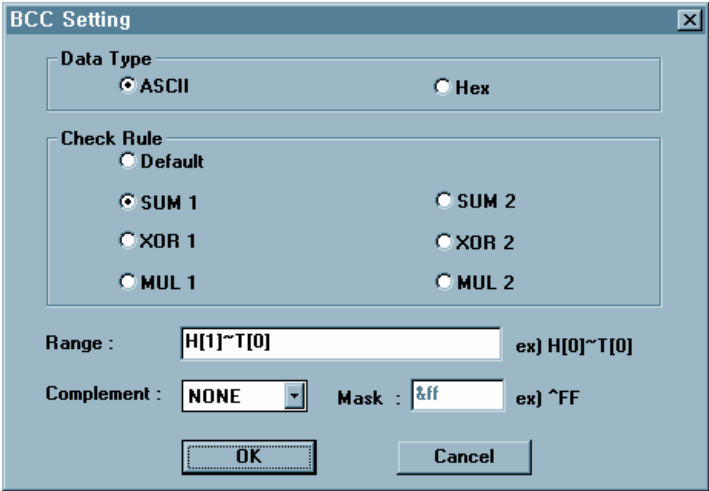 BCC Setting
Data Type
ASCII Hex
Check Rule
Default
SUM 1 SUM 2
XOR 1 XOR 2
MUL 1 MUL 2
Range : H[1]~T[0] ex) H[0]~T[0]
Complement : NONE Mask : &ff ex) ^FF
OK Cancel